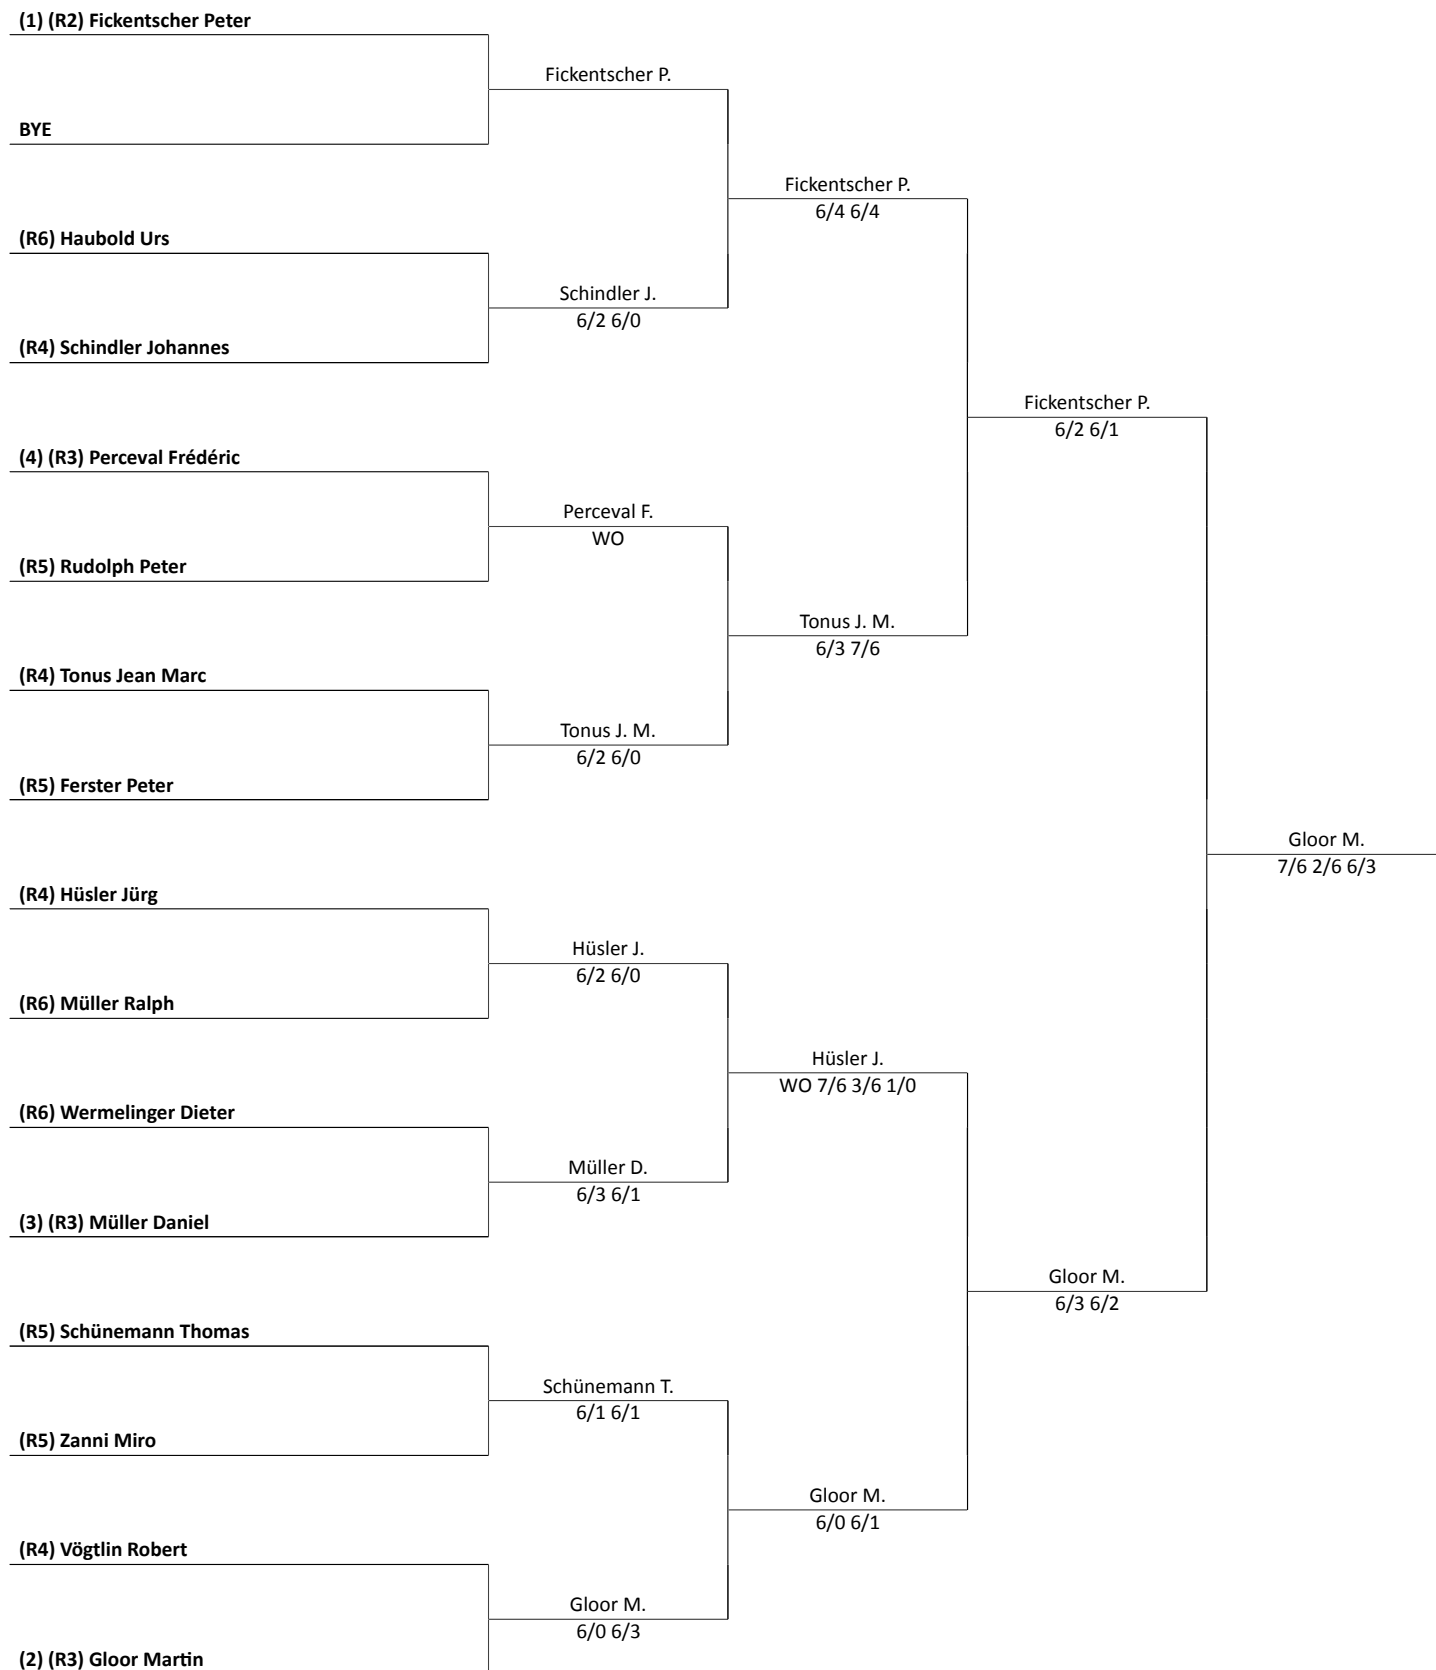 (1) (R2) Fickentscher Peter
Fickentscher P.
BYE
Fickentscher P.
6/4 6/4
(R6) Haubold Urs
Schindler J.
6/2 6/0
(R4) Schindler Johannes
Fickentscher P.
6/2 6/1
(4) (R3) Perceval Frédéric
Perceval F.
WO
(R5) Rudolph Peter
Tonus J. M.
6/3 7/6
(R4) Tonus Jean Marc
Tonus J. M.
6/2 6/0
(R5) Ferster Peter
Gloor M.
7/6 2/6 6/3
(R4) Hüsler Jürg
Hüsler J.
6/2 6/0
(R6) Müller Ralph
Hüsler J.
WO 7/6 3/6 1/0
(R6) Wermelinger Dieter
Müller D.
6/3 6/1
(3) (R3) Müller Daniel
Gloor M.
6/3 6/2
(R5) Schünemann Thomas
Schünemann T.
6/1 6/1
(R5) Zanni Miro
Gloor M.
6/0 6/1
(R4) Vögtlin Robert
Gloor M.
6/0 6/3
(2) (R3) Gloor Martin